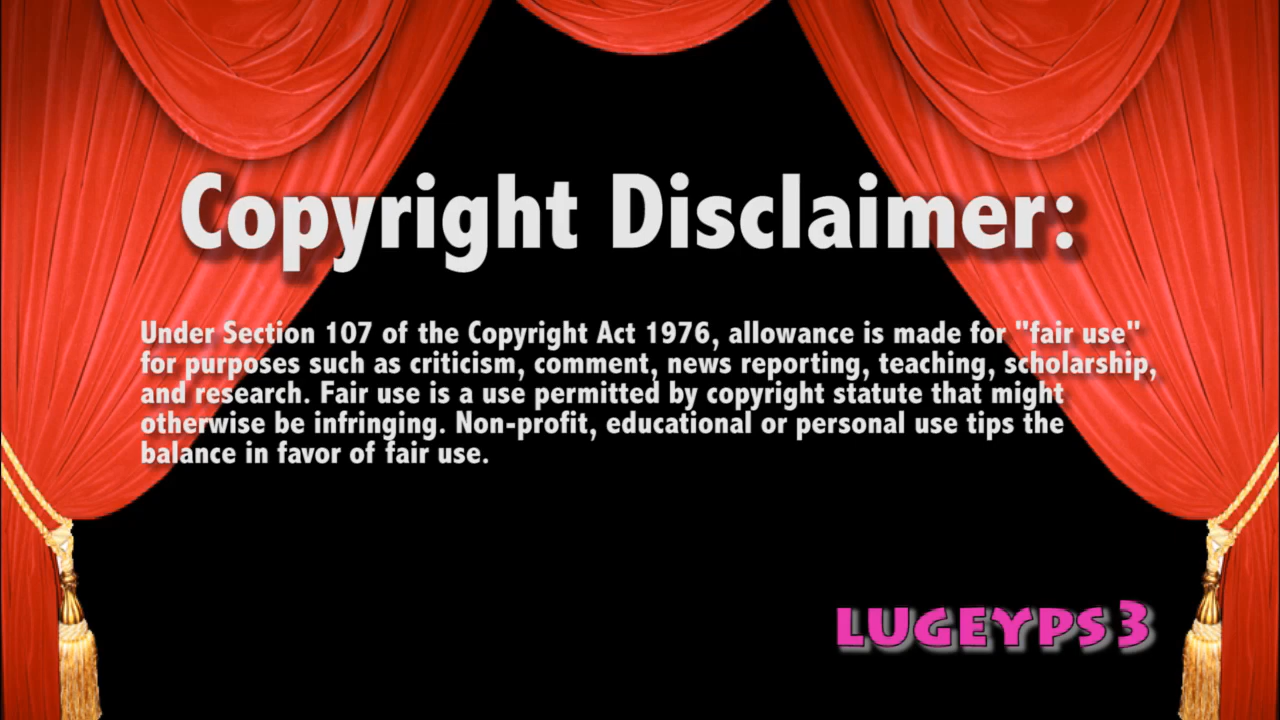 Copyright Disclaimer:
Under Section 107 of the Copyright Act 1976, allowance is made for "fair use"
for purposes such as criticism, comment, news reporting, teaching, scholarship,
and research. Fair use is a use permitted by copyright statute that might
otherwise be infringing. Non-profit, educational or personal use tips the
balance in favor of fair use.
LUGEYPS3